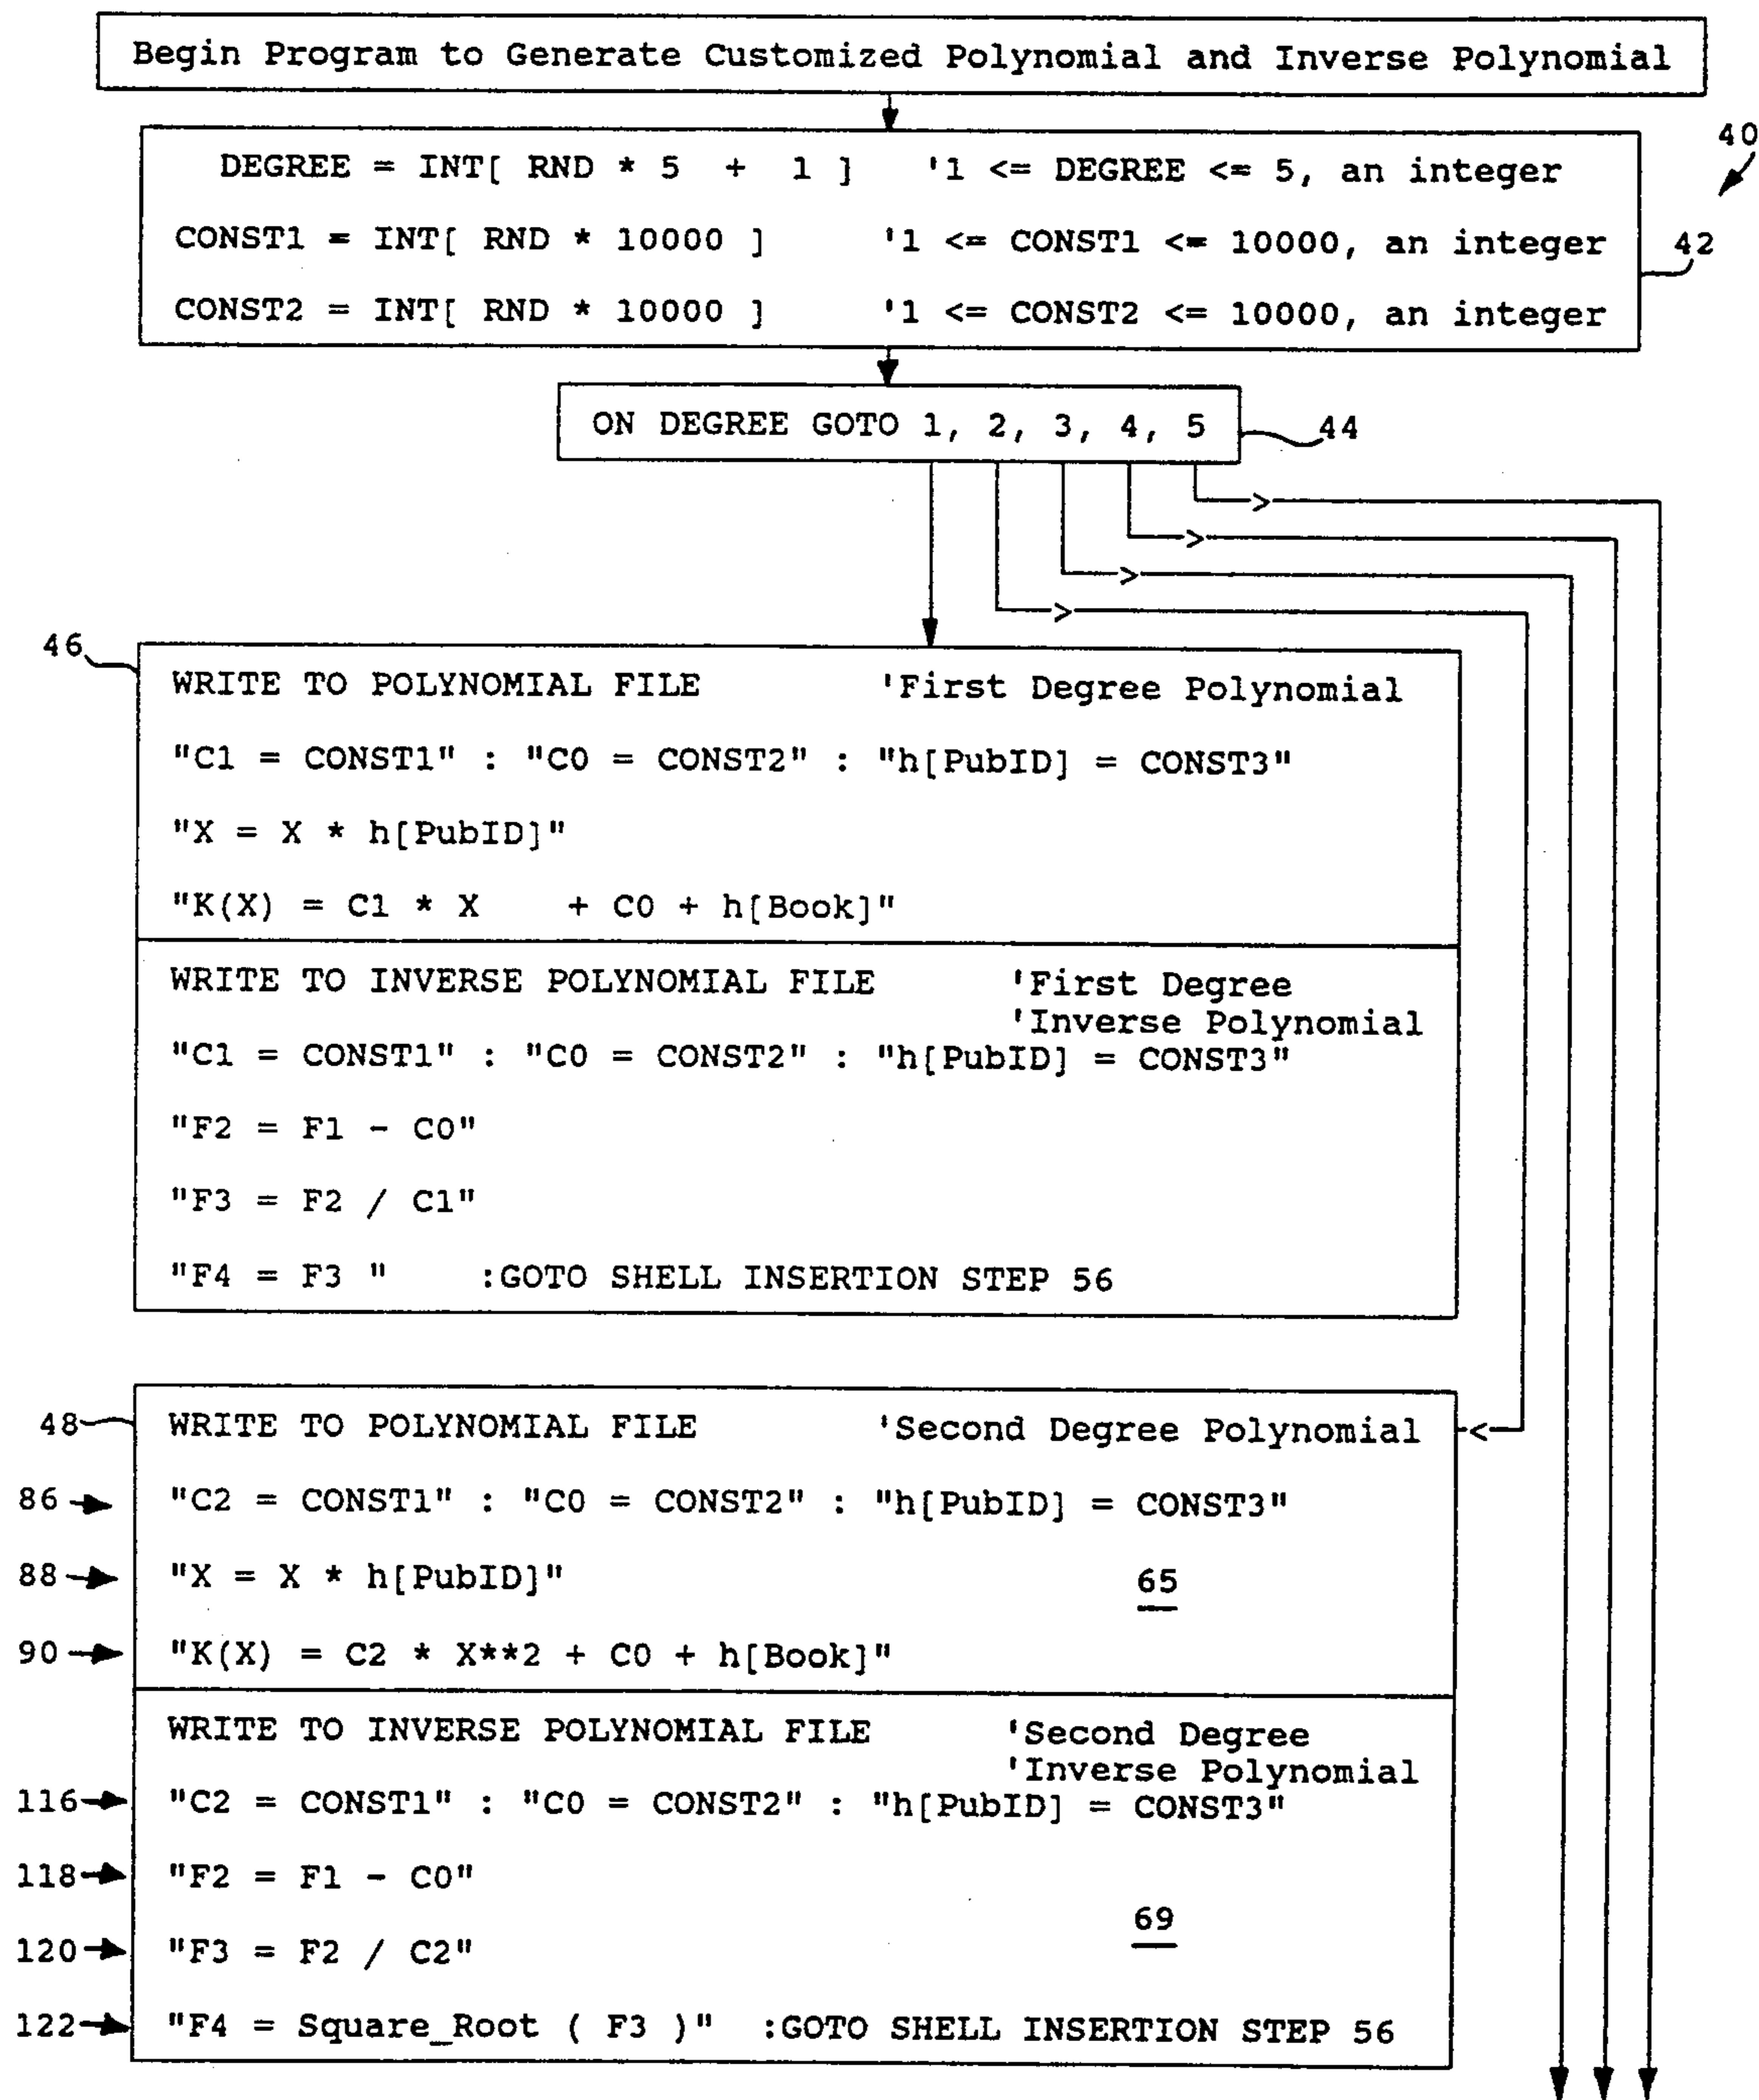 Begin Program to Generate Customized Polynomial and Inverse Polynomial
40
DEGREE = INT[ RND * 5 + 1 ] '1 <= DEGREE <= 5, an integer
CONST1 = INT[ RND * 10000 ] '1 <= CONST1 <= 10000, an integer
42
CONST2 = INT[ RND * 10000 ] '1 <= CONST2 <= 10000, an integer
ON DEGREE GOTO 1, 2, 3, 4, 5
44
46
WRITE TO POLYNOMIAL FILE 'First Degree Polynomial
"C1 = CONST1" : "C0 = CONST2" : "h[PubID] = CONST3"
"X = X * h[PubID]"
"K(X) = C1 * X + C0 + h[Book]"
WRITE TO INVERSE POLYNOMIAL FILE 'First Degree
'Inverse Polynomial
"C1 = CONST1" : "C0 = CONST2" : "h[PubID] = CONST3"
"F2 = F1 - C0"
"F3 = F2 / C1"
"F4 = F3 " :GOTO SHELL INSERTION STEP 56
48 WRITE TO POLYNOMIAL FILE 'Second Degree Polynomial
86 "C2 = CONST1" : "C0 = CONST2" : "h[PubID] = CONST3"
88 "X = X * h[PubID]" 65
90 "K(X) = C2 * X**2 + C0 + h[Book]"
WRITE TO INVERSE POLYNOMIAL FILE 'Second Degree
'Inverse Polynomial
116 "C2 = CONST1" : "C0 = CONST2" : "h[PubID] = CONST3"
118 "F2 = F1 - C0"
69
120 "F3 = F2 / C2"
122 "F4 = Square_Root ( F3 )" :GOTO SHELL INSERTION STEP 56